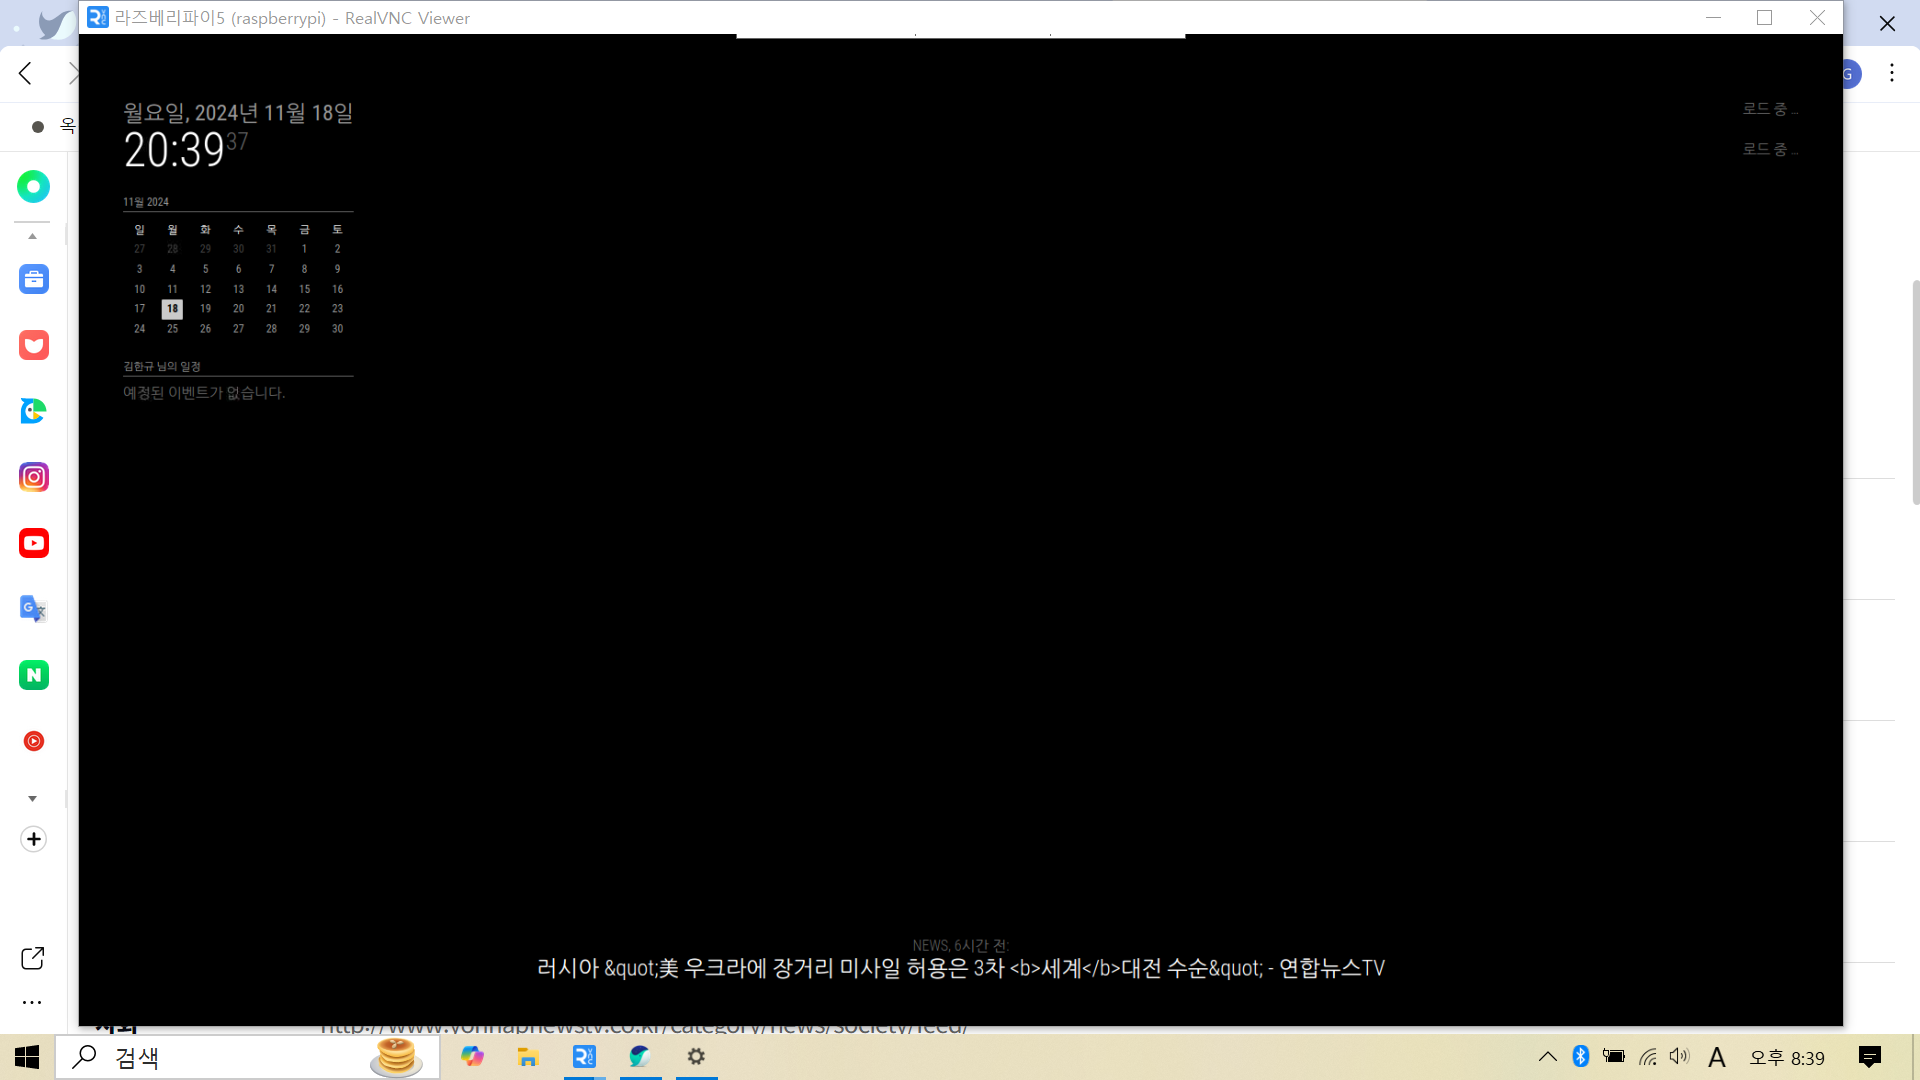 라즈베리파이5 (raspberrypi) - RealVNC Viewer
G
옥
월요일, 2024년 11월 18일
20:39 37
로드 중 ...
로드 중 ...
11월 2024
일 월 화 수 목 금 토
27 28 29 30 31 1 2
3 4 5 6 7 8 9
10 11 12 13 14 15 16
17 18 19 20 21 22 23
24 25 26 27 28 29 30
김한규 님의 일정
예정된 이벤트가 없습니다.
NEWS, 6시간 전:
러시아 &quot;美 우크라에 장거리 미사일 허용은 3차 <b>세계</b>대전 수순&quot; - 연합뉴스TV
http://www.yonhapnewstv.co.kr/category/news/society/feed/
검색
A
오후 8:39